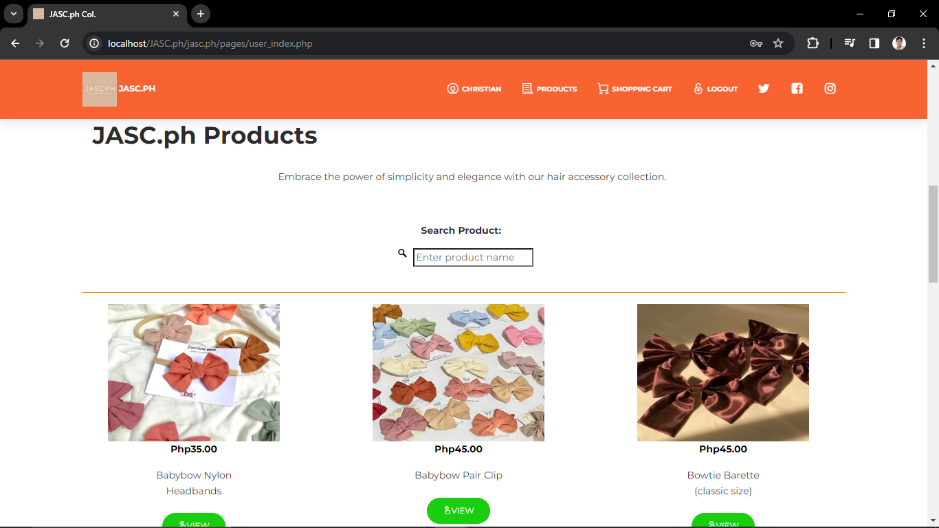 JASC.ph Col.
localhost/JASC.ph/jasc.ph/pages/user_index.php
JASCPH JASC.PH
CHRISTIAN PRODUCTS SHOPPING CART LOGOUT
JASC.ph Products
Embrace the power of simplicity and elegance with our hair accessory collection.
Search Product:
Enter product name
Php35.00 Php45.00 Php45.00
Babybow Nylon Babybow Pair Clip Bowtie Barette
Headbands (classic size)
VIEW VIEW VIEW